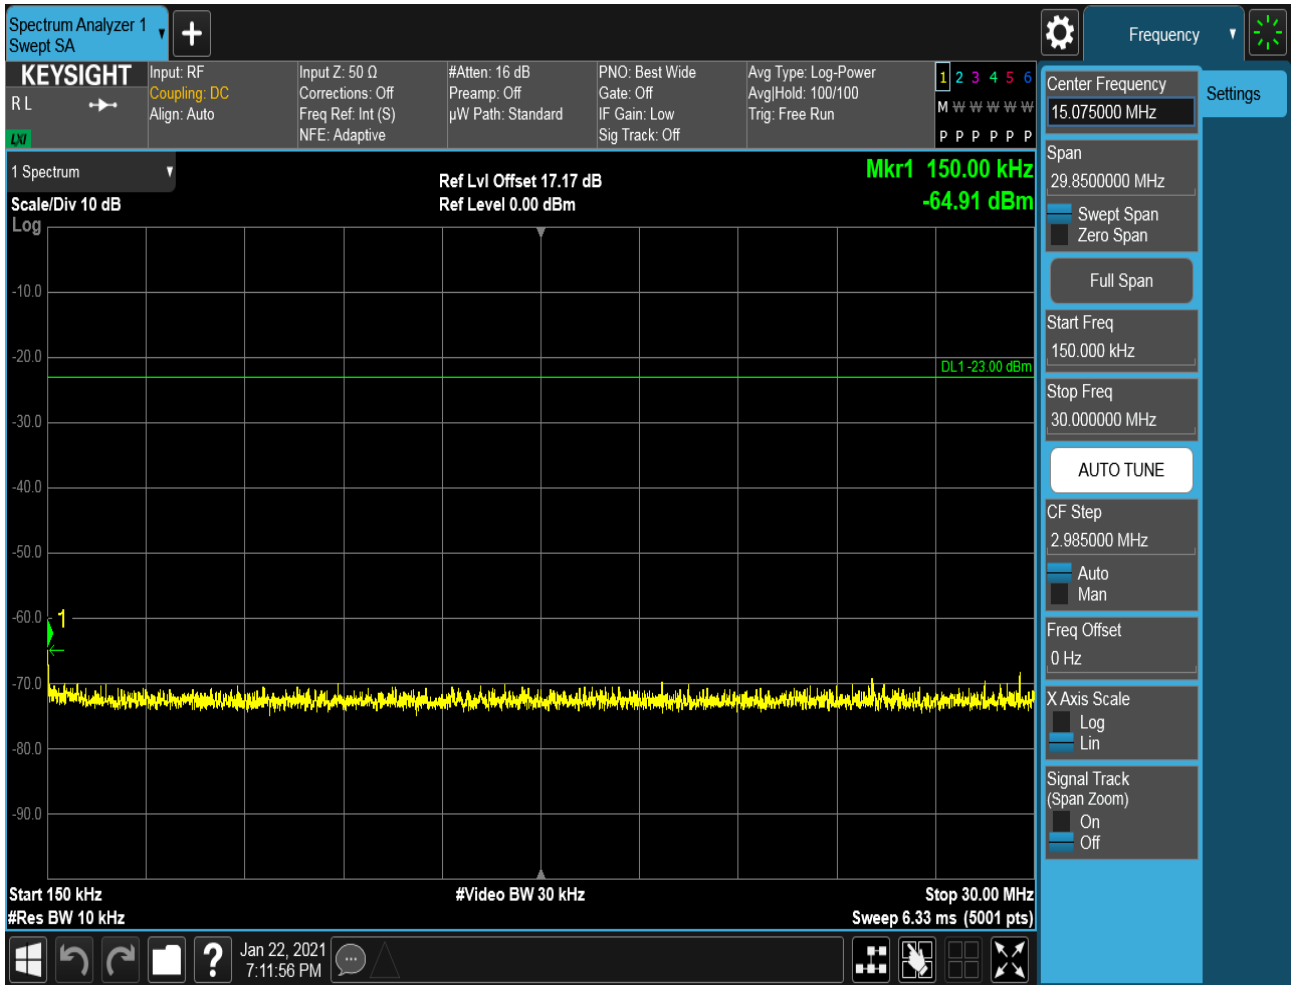 Spectrum Analyzer 1
Swept SA
Frequency
KEYSIGHT
R L
LXI
Input: RF
Coupling: DC
Align: Auto
Input Z: 50 Ω
Corrections: Off
Freq Ref: Int (S)
NFE: Adaptive
#Atten: 16 dB
Preamp: Off
µW Path: Standard
PNO: Best Wide
Gate: Off
IF Gain: Low
Sig Track: Off
Avg Type: Log-Power
Avg|Hold: 100/100
Trig: Free Run
1 2 3 4 5 6
M W W W W W
P P P P P P
1 Spectrum
Scale/Div 10 dB
Log
Ref Lvl Offset 17.17 dB
Ref Level 0.00 dBm
Mkr1 150.00 kHz
-64.91 dBm
-10.0
-20.0
DL1 -23.00 dBm
-30.0
-40.0
-50.0
-60.0
1
-70.0
-80.0
-90.0
Start 150 kHz
#Video BW 30 kHz
Stop 30.00 MHz
#Res BW 10 kHz
Sweep 6.33 ms (5001 pts)
?
Jan 22, 2021
7:11:56 PM
Center Frequency
15.075000 MHz
Settings
Span
29.8500000 MHz
Swept Span
Zero Span
Full Span
Start Freq
150.000 kHz
Stop Freq
30.000000 MHz
AUTO TUNE
CF Step
2.985000 MHz
Auto
Man
Freq Offset
0 Hz
X Axis Scale
Log
Lin
Signal Track
(Span Zoom)
On
Off